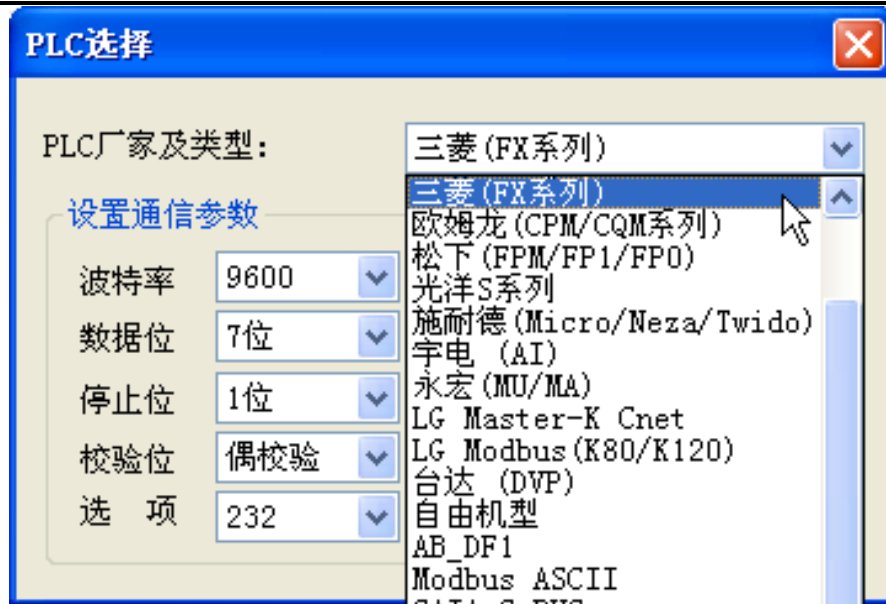 PLC选择
PLC厂家及类型:
三菱(FX系列)
设置通信参数
波特率 9600
数据位 7位
停止位 1位
校验位 偶校验
选 项 232
三菱(FX系列)
欧姆龙(CPM/CQM系列)
松下(FPM/FP1/FP0)
光洋S系列
施耐德(Micro/Neza/Twido)
宇电 (AI)
永宏(MU/MA)
LG Master-K Cnet
LG Modbus(K80/K120)
台达 (DVP)
自由机型
AB_DF1
Modbus ASCII